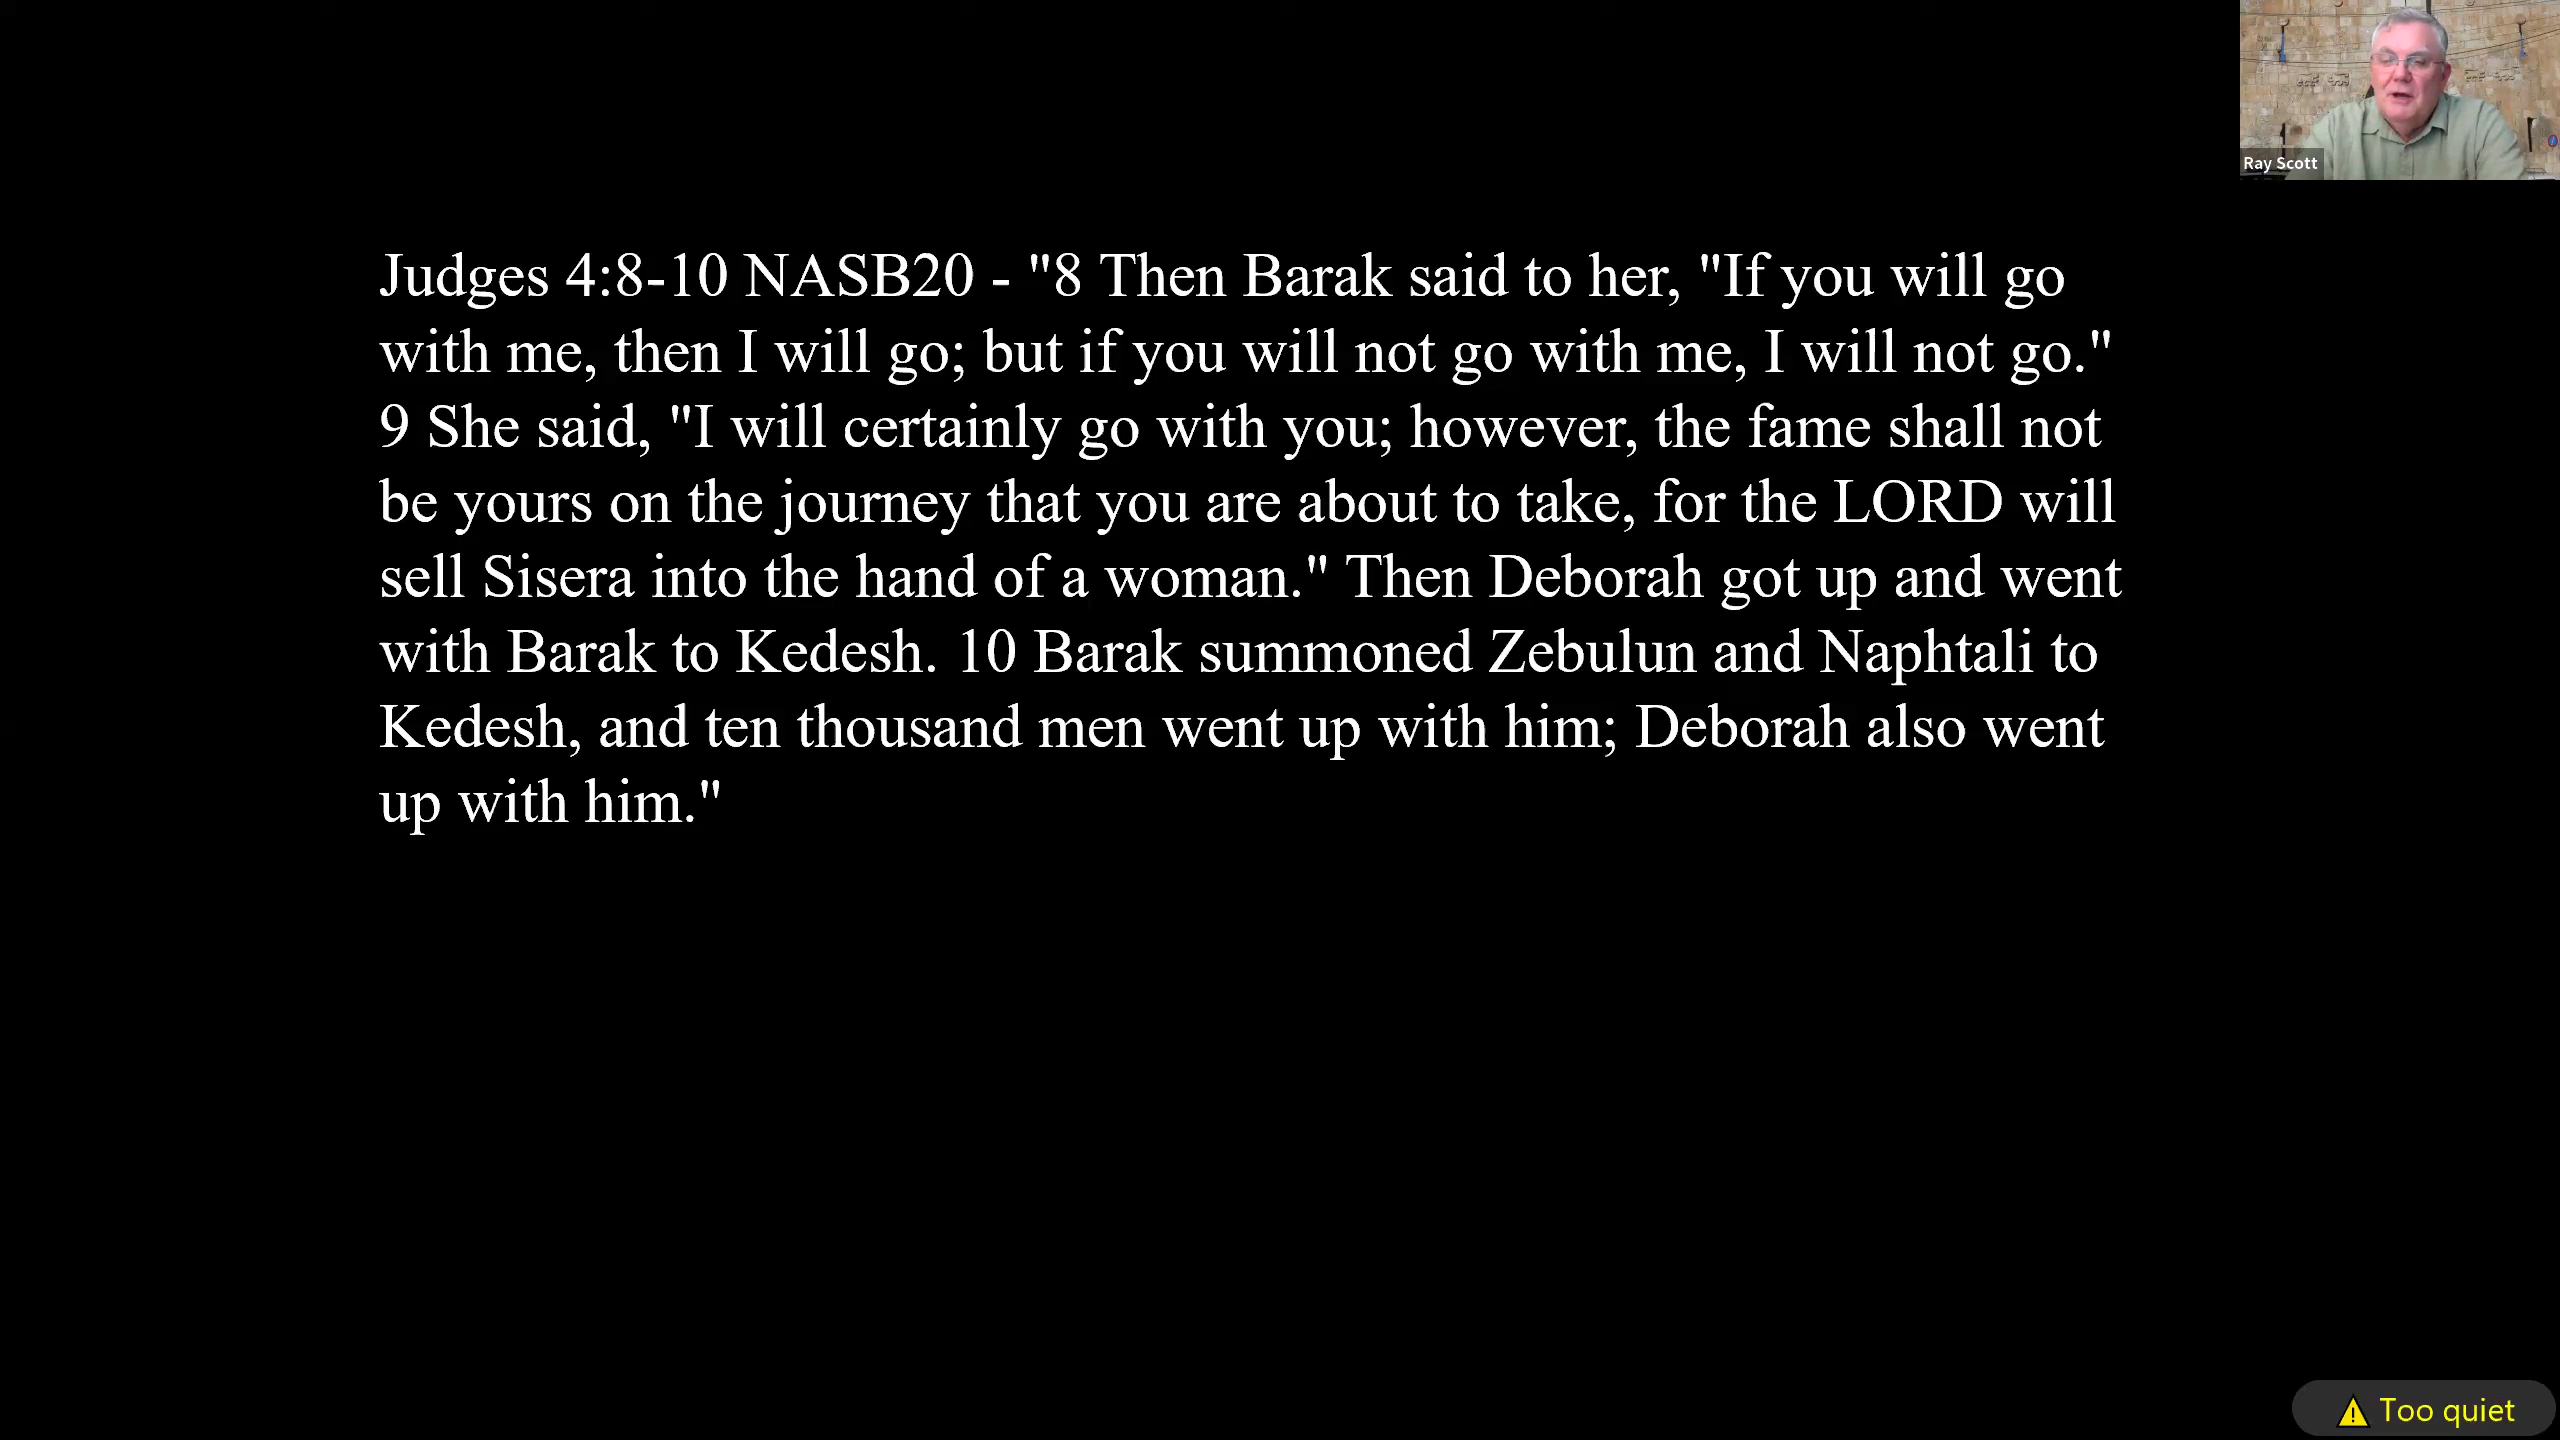 Ray Scott
Judges 4:8-10 NASB20 - "8 Then Barak said to her, "If you will go
with me, then I will go; but if you will not go with me, I will not go."
9 She said, "I will certainly go with you; however, the fame shall not
be yours on the journey that you are about to take, for the LORD will
sell Sisera into the hand of a woman." Then Deborah got up and went
with Barak to Kedesh. 10 Barak summoned Zebulun and Naphtali to
Kedesh, and ten thousand men went up with him; Deborah also went
up with him."
Too quiet